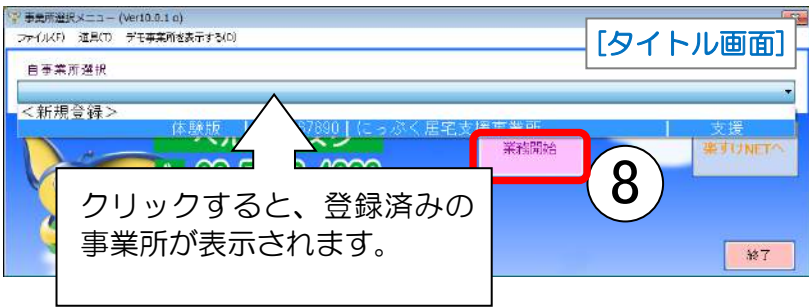 事業所選択メニュー (Ver10.0.1 c)
ファイル(F) 道具(T) デモ事業所を表示する(D)
[タイトル画面]
自事業所選択
<新規登録>
体験版 67890 | にっぷく居宅支援事業所 | 支援
業務開始
楽すけNETへ
⑧
クリックすると、登録済みの
事業所が表示されます。
終了